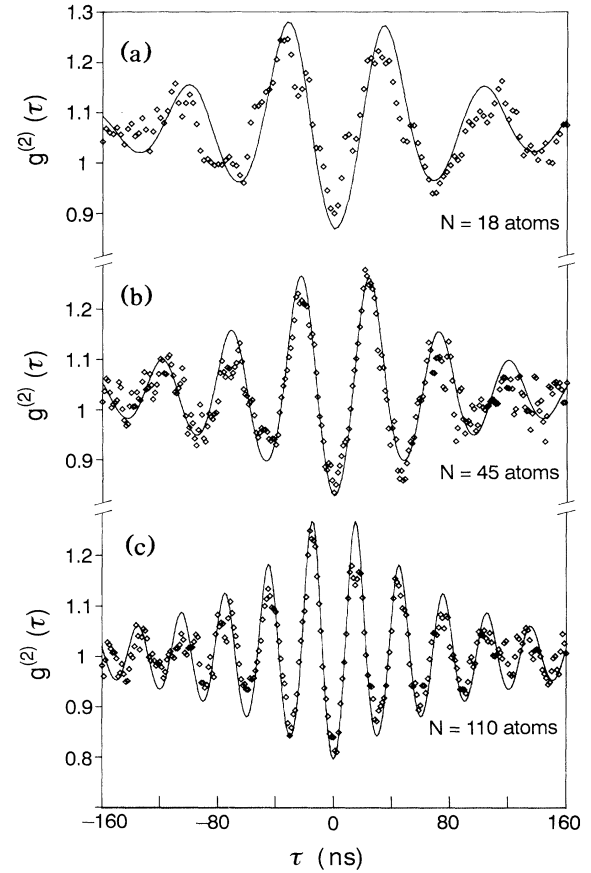 1.3
(a)
1.2
1.1
1
0.9
g(2) (τ)
N = 18 atoms
(b)
1.2
1.1
1
0.9
g(2) (τ)
N = 45 atoms
(c)
1.2
1.1
1
0.9
0.8
g(2) (τ)
N = 110 atoms
−160
−80
0
80
160
τ (ns)